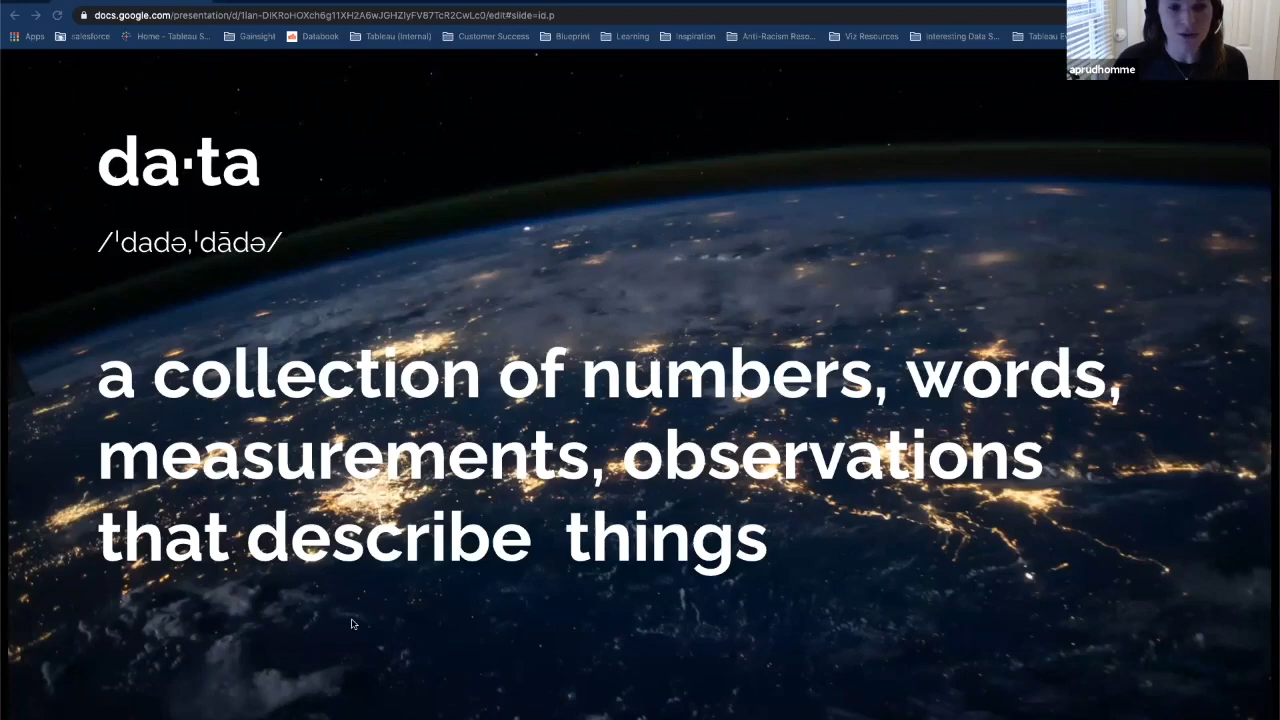 docs.google.com/presentation/d/1lan-DIKRoHOXch6g11XH2A6wJGHZlyFV87TcR2CwLc0/edit#slide=id.p
Apps salesforce Home - Tableau S... Gainsight Databook Tableau (Internal) Customer Success Blueprint Learning Inspiration Anti-Racism Reso... Viz Resources Interesting Data S... Tableau
aprudhomme
da·ta
/ˈdadə,ˈdādə/
a collection of numbers, words,
measurements, observations
that describe things